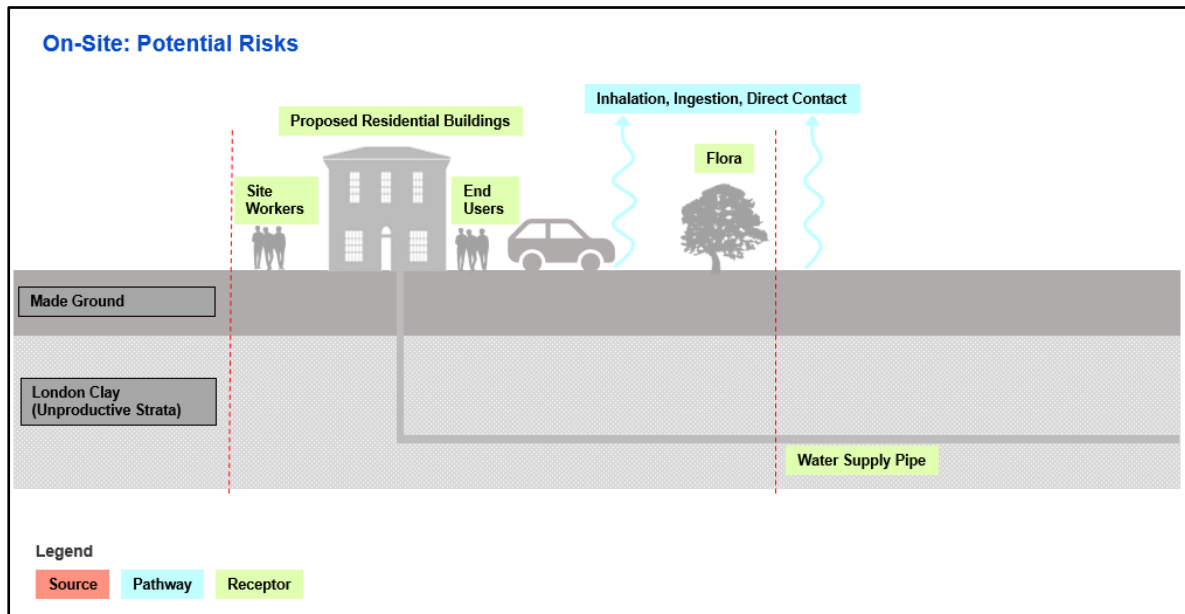 On-Site: Potential Risks
Inhalation, Ingestion, Direct Contact
Proposed Residential Buildings
Flora
Site
Workers
End
Users
Made Ground
London Clay
(Unproductive Strata)
Water Supply Pipe
Legend
Source
Pathway
Receptor